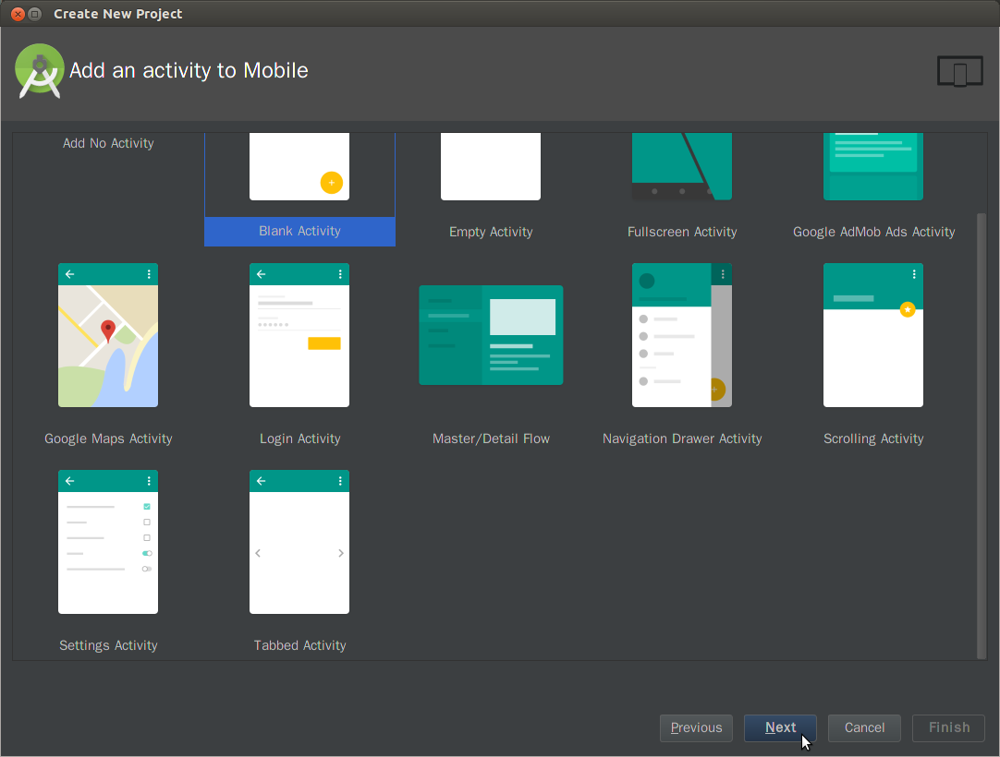 Create New Project
Add an activity to Mobile
Add No Activity
Blank Activity
Empty Activity
Fullscreen Activity
Google AdMob Ads Activity
Google Maps Activity
Login Activity
Master/Detail Flow
Navigation Drawer Activity
Scrolling Activity
Settings Activity
Tabbed Activity
Previous
Next
Cancel
Finish